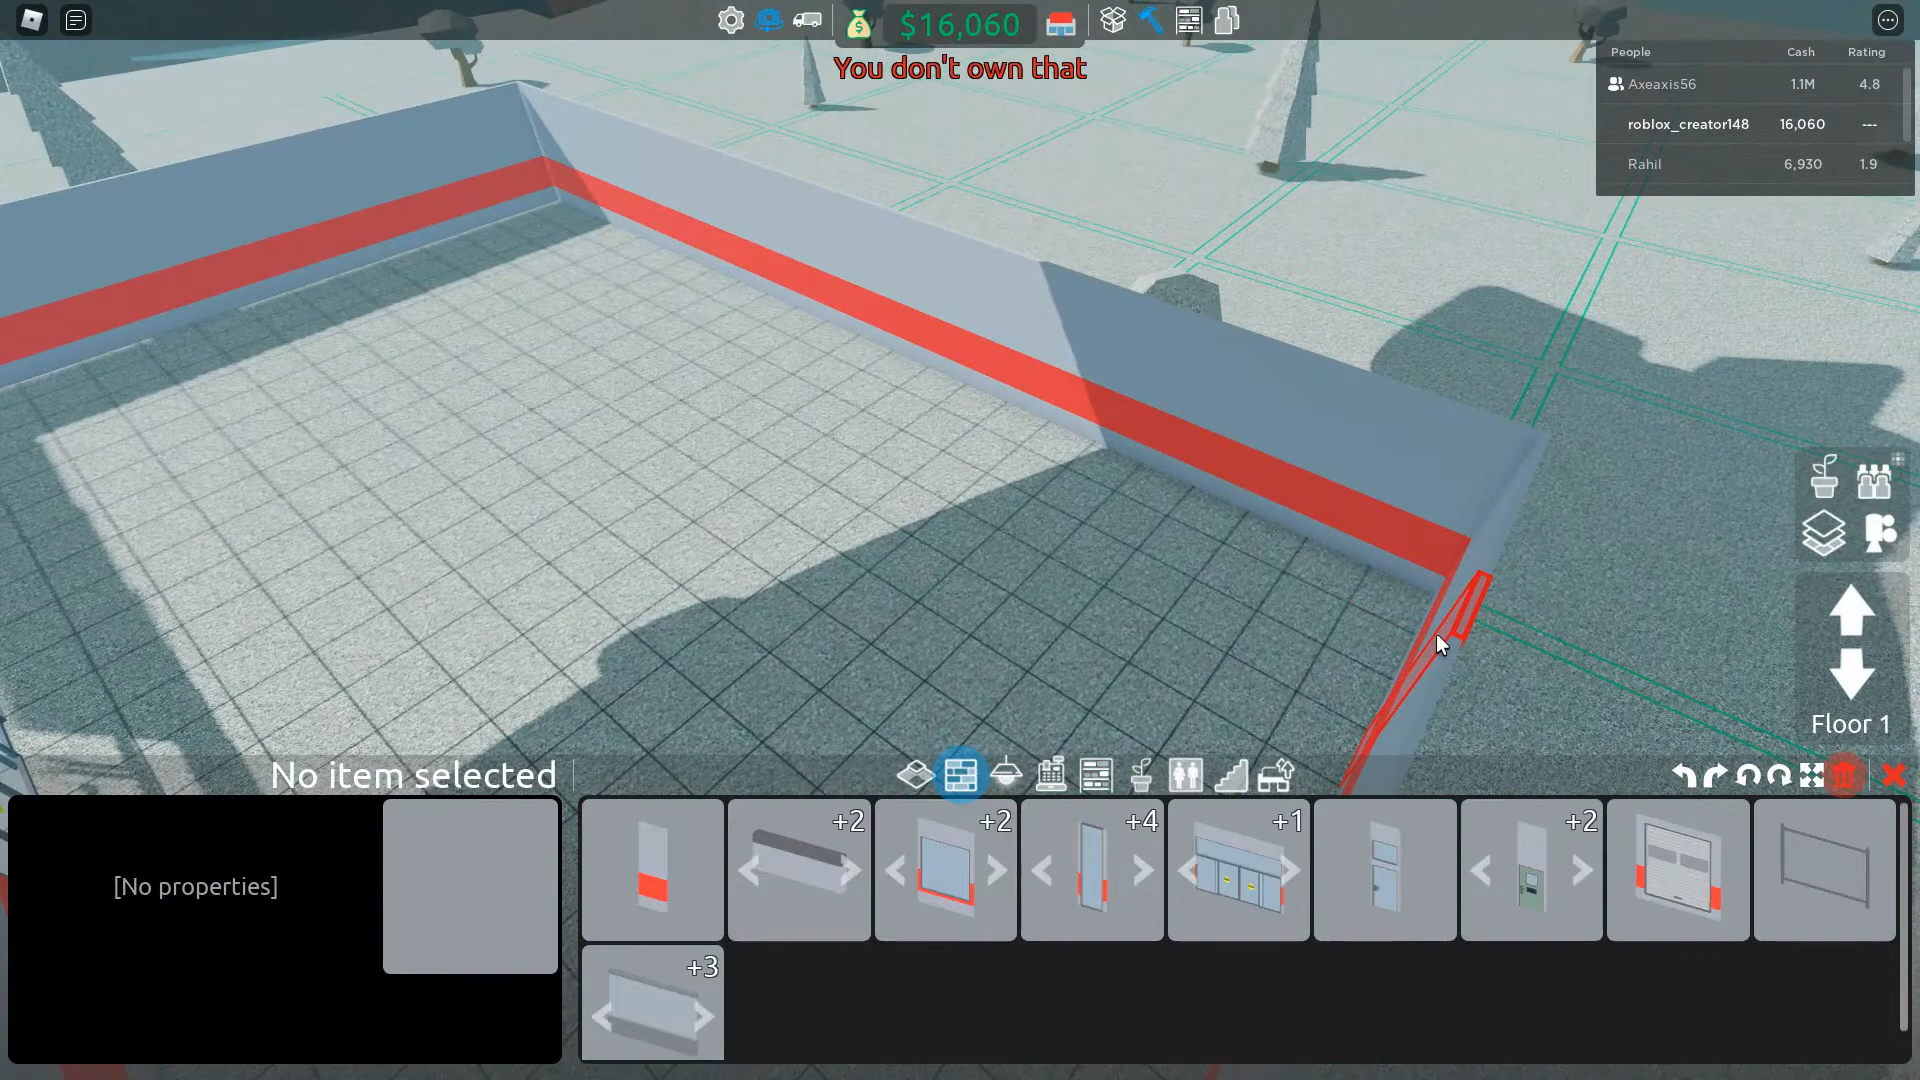 $16,060
You don't own that
People Cash Rating
Axeaxis56 1.1M 4.8
roblox_creator148 16,060 ---
Rahil 6,930 1.9
Floor 1
No item selected
[No properties]
+2
+2
+4
+1
+2
+3